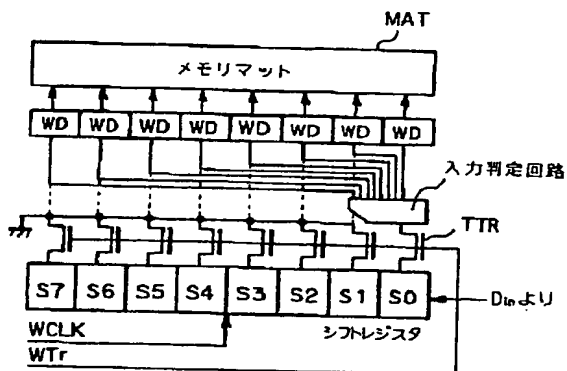 MAT
メモリマット
WD WD WD WD WD WD WD WD
入力判定回路
TTR
S7 S6 S5 S4 S3 S2 S1 S0
Dinより
WCLK
シフトレジスタ
WTr